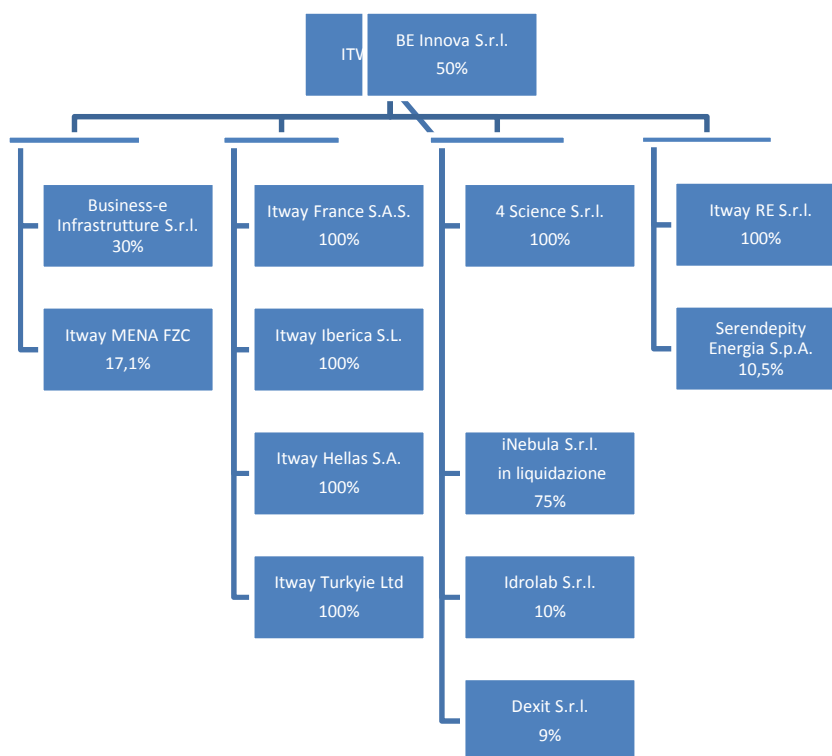 BE Innova S.r.l.
50%
Business-e
Infrastrutture S.r.l.
30%
Itway MENA FZC
17,1%
Itway France S.A.S.
100%
Itway Iberica S.L.
100%
Itway Hellas S.A.
100%
Itway Turkyie Ltd
100%
4 Science S.r.l.
100%
iNebula S.r.l.
in liquidazione
75%
Idrolab S.r.l.
10%
Dexit S.r.l.
9%
Itway RE S.r.l.
100%
Serendepity
Energia S.p.A.
10,5%